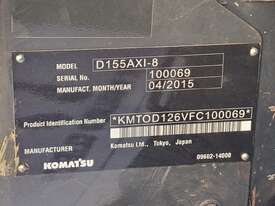 MODEL D155AXI-8
SERIAL No. 100069
MANUFACT. MONTH/YEAR 04/2015
Product Identification Number *KMT0D126VFC100069*
MANUFACTURER Komatsu Ltd., Tokyo, Japan
KOMATSU 09602-14000